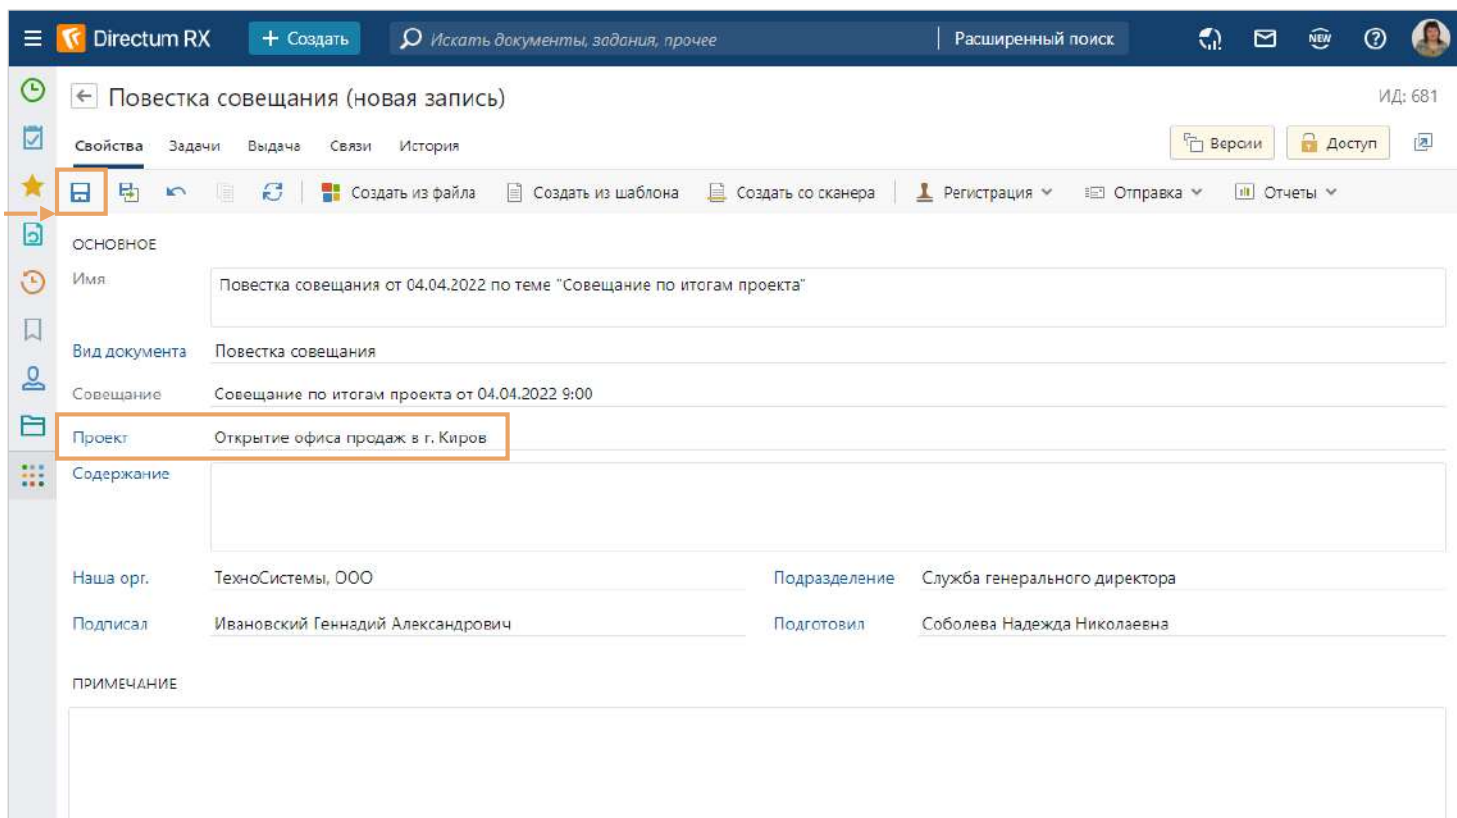 Directum RX
+ Создать
Искать документы, задания, прочее
Расширенный поиск
NEW
?
Повестка совещания (новая запись)
ИД: 681
Свойства Задачи Выдача Связи История
Версии Доступ
Создать из файла Создать из шаблона Создать со сканера Регистрация Отправка Отчеты
ОСНОВНОЕ
Имя Повестка совещания от 04.04.2022 по теме "Совещание по итогам проекта"
Вид документа Повестка совещания
Совещание Совещание по итогам проекта от 04.04.2022 9:00
Проект Открытие офиса продаж в г. Киров
Содержание
Наша орг. ТехноСистемы, ООО Подразделение Служба генерального директора
Подписал Ивановский Геннадий Александрович Подготовил Соболева Надежда Николаевна
ПРИМЕЧАНИЕ